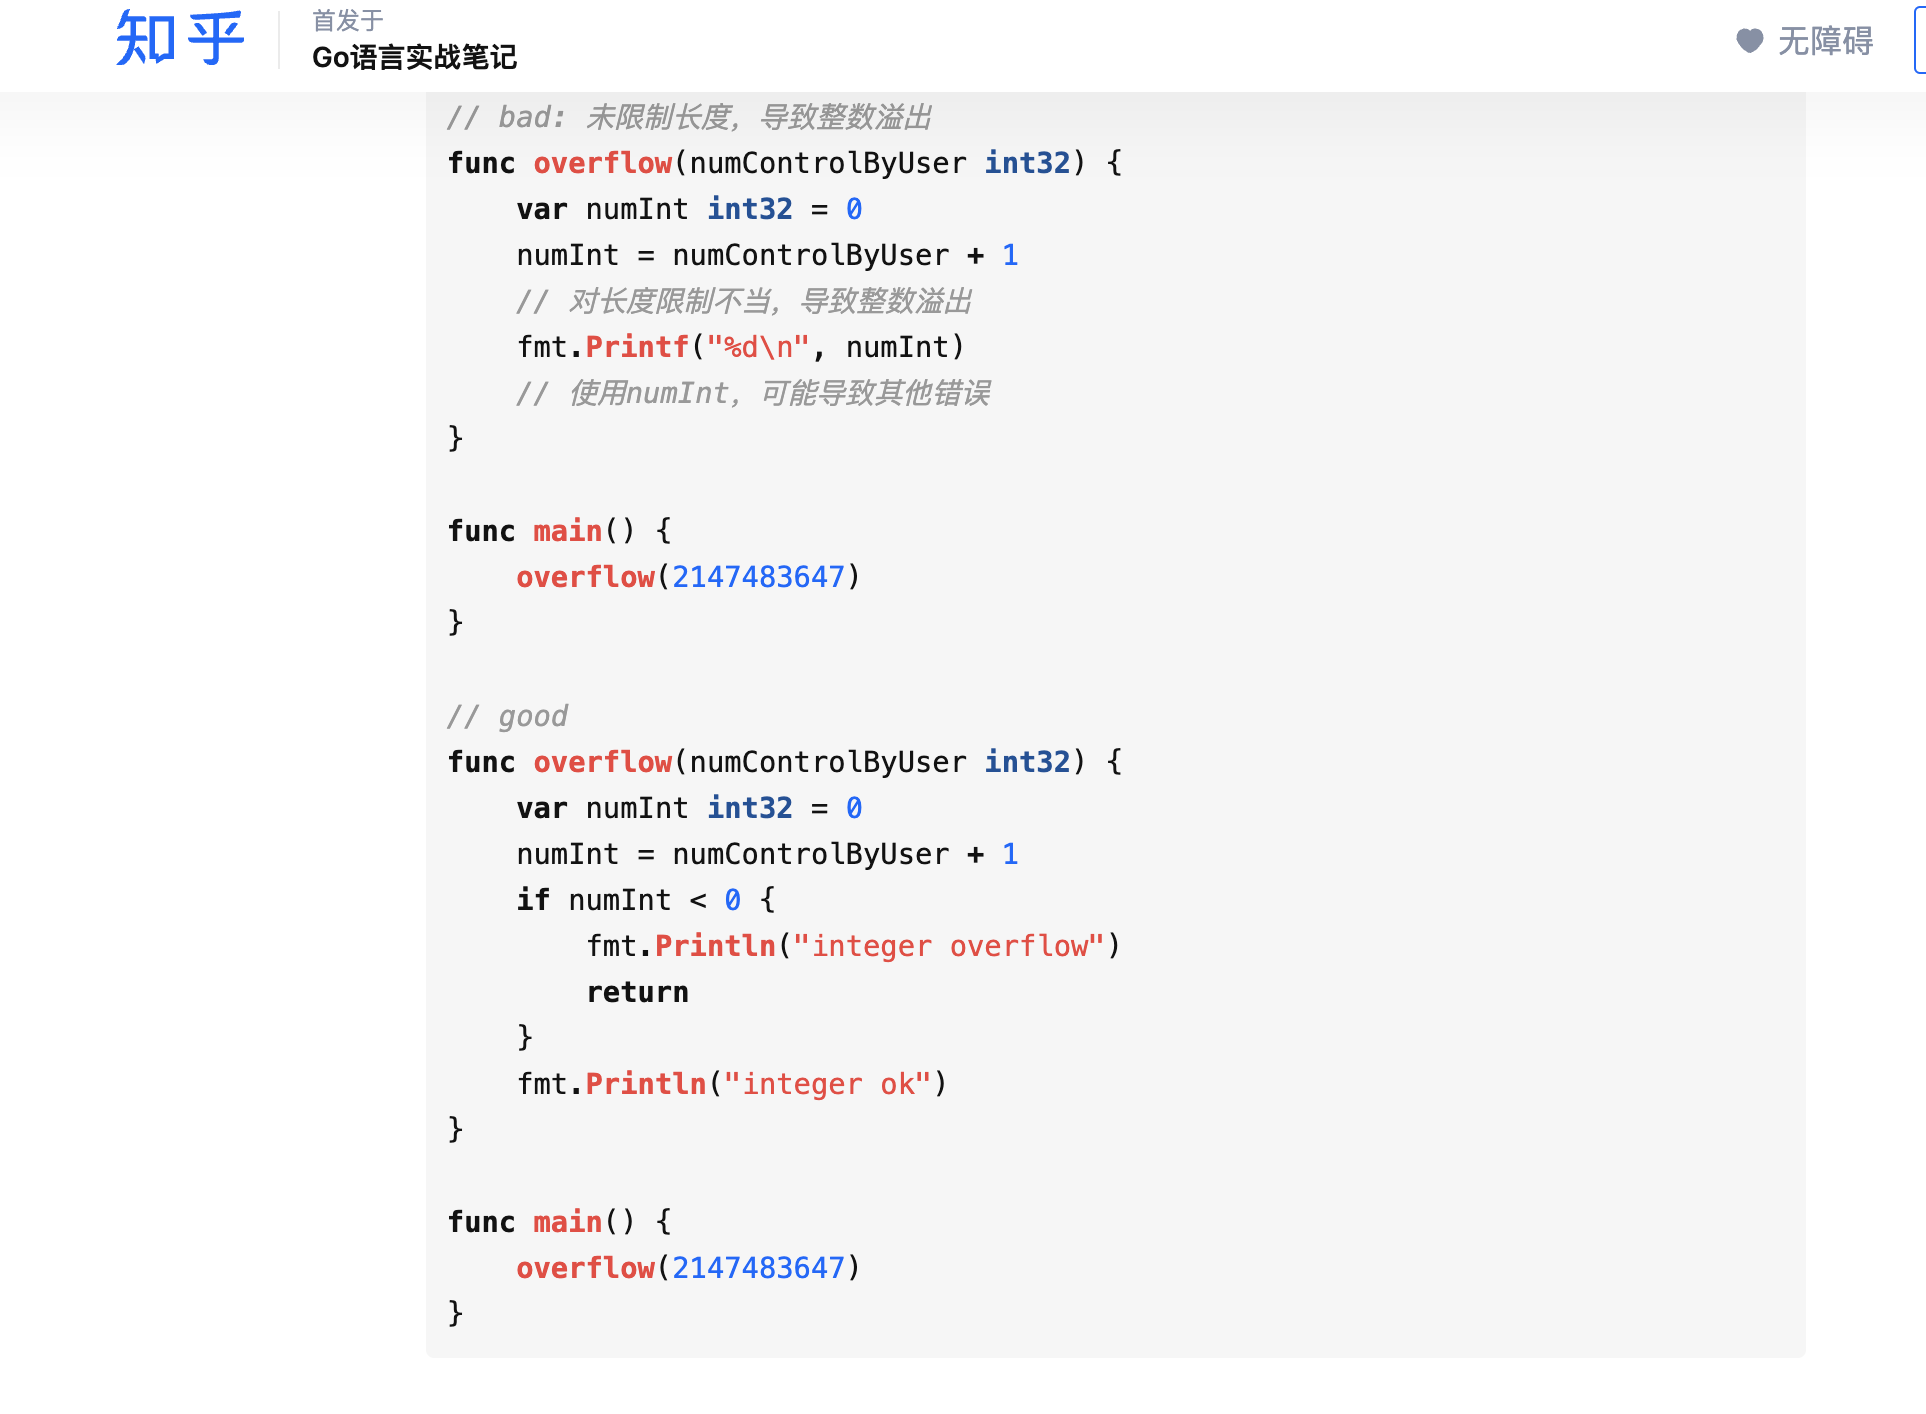 知乎
首发于
Go语言实战笔记
无障碍
// bad: 未限制长度，导致整数溢出
func overflow(numControlByUser int32) {
    var numInt int32 = 0
    numInt = numControlByUser + 1
    // 对长度限制不当，导致整数溢出
    fmt.Printf("%d\n", numInt)
    // 使用numInt，可能导致其他错误
}

func main() {
    overflow(2147483647)
}

// good
func overflow(numControlByUser int32) {
    var numInt int32 = 0
    numInt = numControlByUser + 1
    if numInt < 0 {
        fmt.Println("integer overflow")
        return
    }
    fmt.Println("integer ok")
}

func main() {
    overflow(2147483647)
}